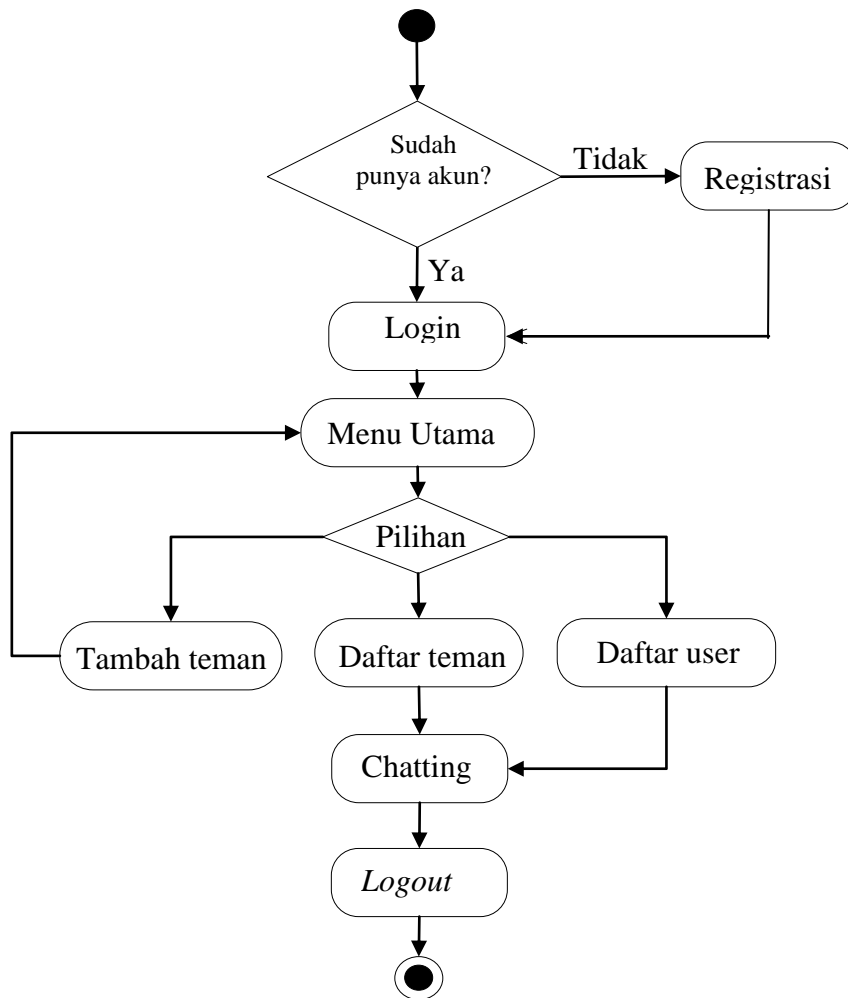 Sudah
punya akun?
Tidak
Registrasi
Ya
Login
Menu Utama
Pilihan
Tambah teman
Daftar teman
Daftar user
Chatting
Logout